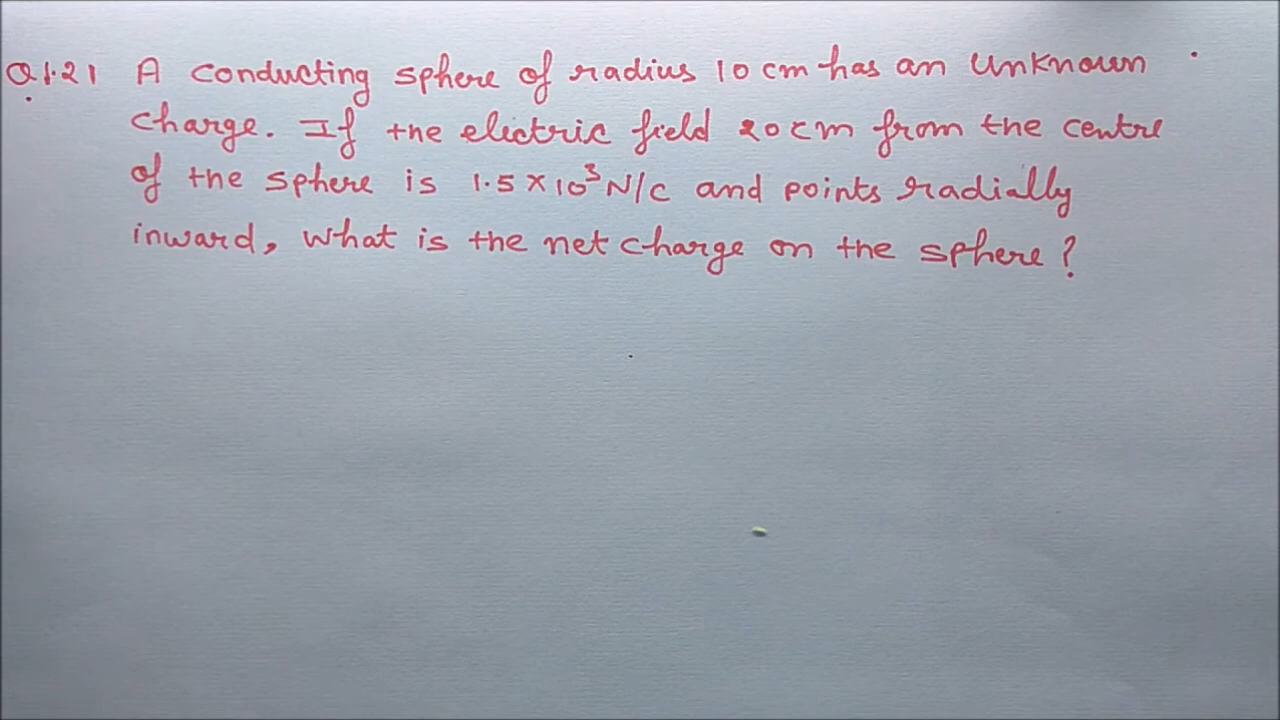 Q1.21 A conducting sphere of radius 10 cm has an unknown
charge. If the electric field 20 cm from the centre
of the sphere is 1.5 × 10³ N/C and points radially
inward, what is the net charge on the sphere?